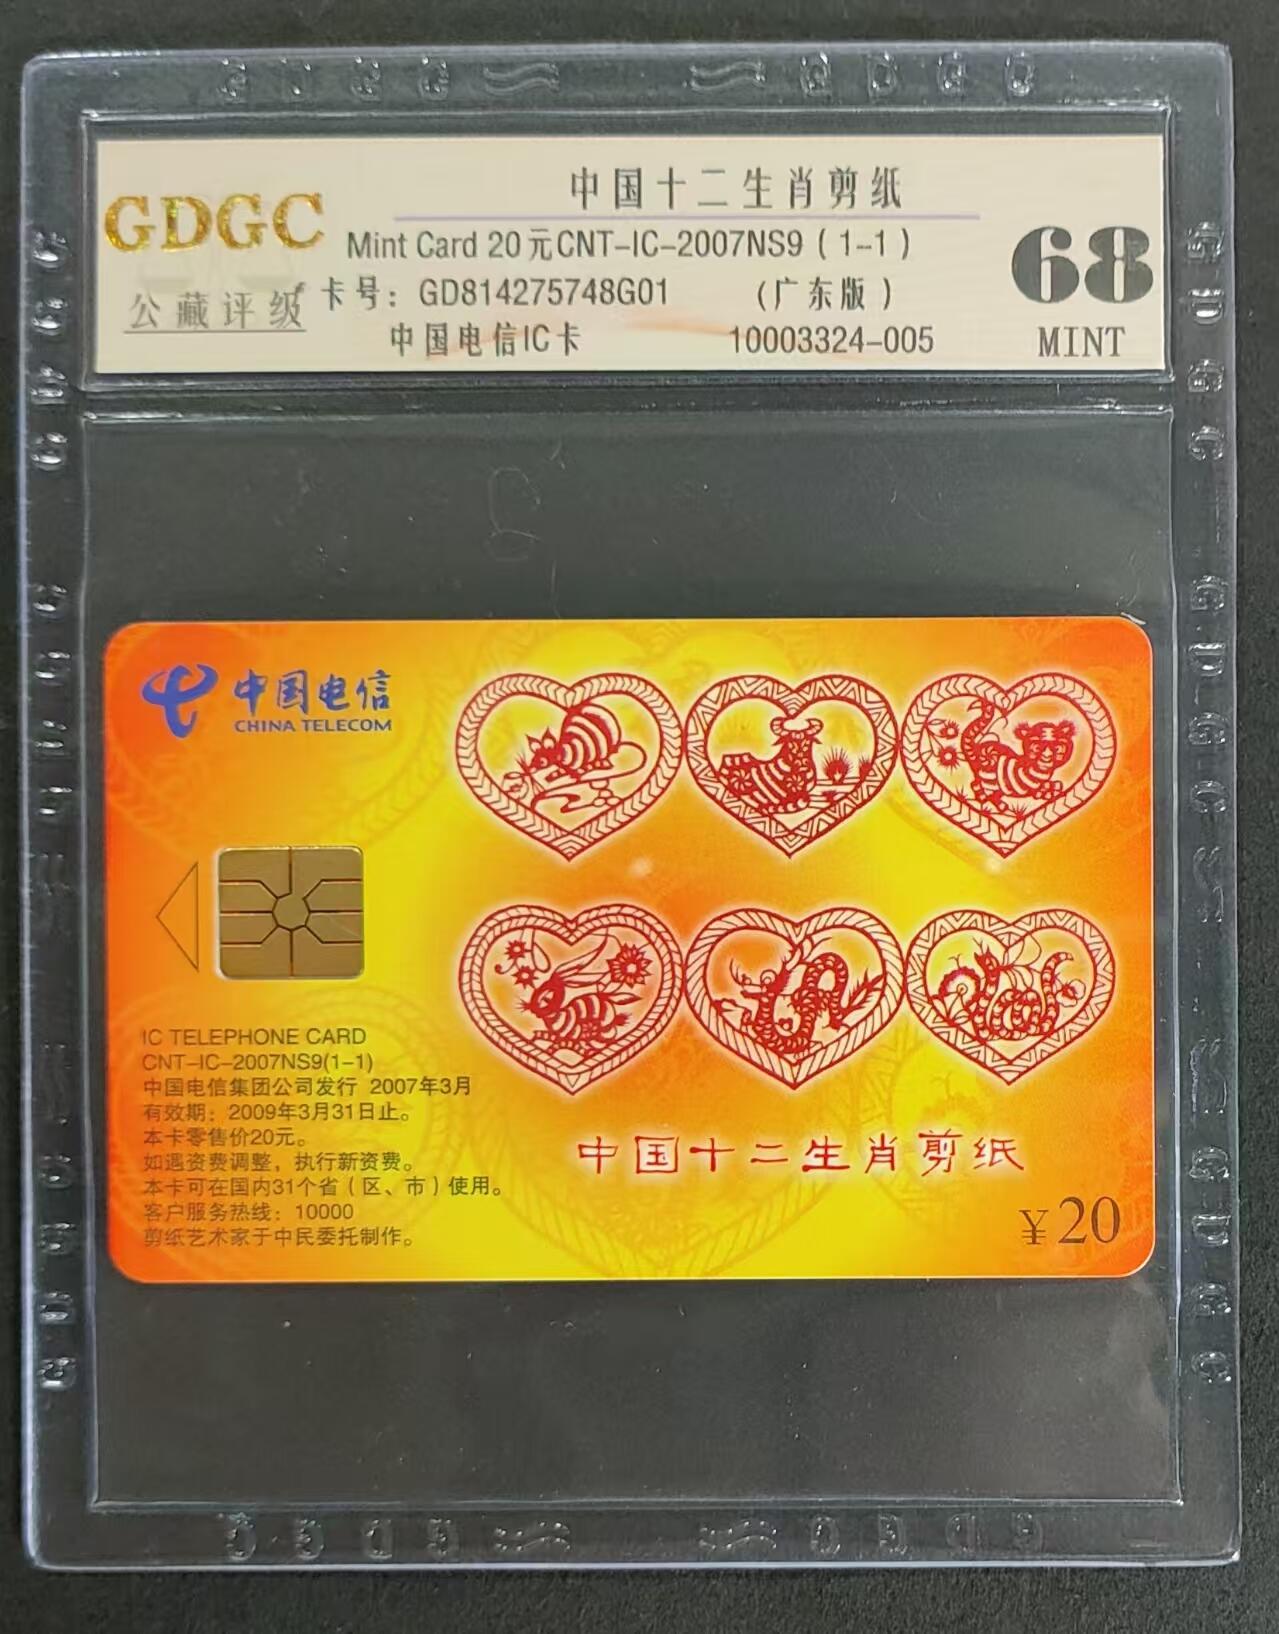 GDGC
公藏评级
中国十二生肖剪纸
Mint Card 20元CNT-IC-2007NS9(1-1)
卡号: GD814275748G01 (广东版)
中国电信IC卡 10003324-005
68
MINT
中国电信
CHINA TELECOM
IC TELEPHONE CARD
CNT-IC-2007NS9(1-1)
中国电信集团公司发行 2007年3月
有效期：2009年3月31日止。
本卡零售价20元。
如遇资费调整，执行新资费。
本卡可在国内31个省（区、市）使用。
客户服务热线：10000
剪纸艺术家于中民委托制作。
中国十二生肖剪纸
¥20